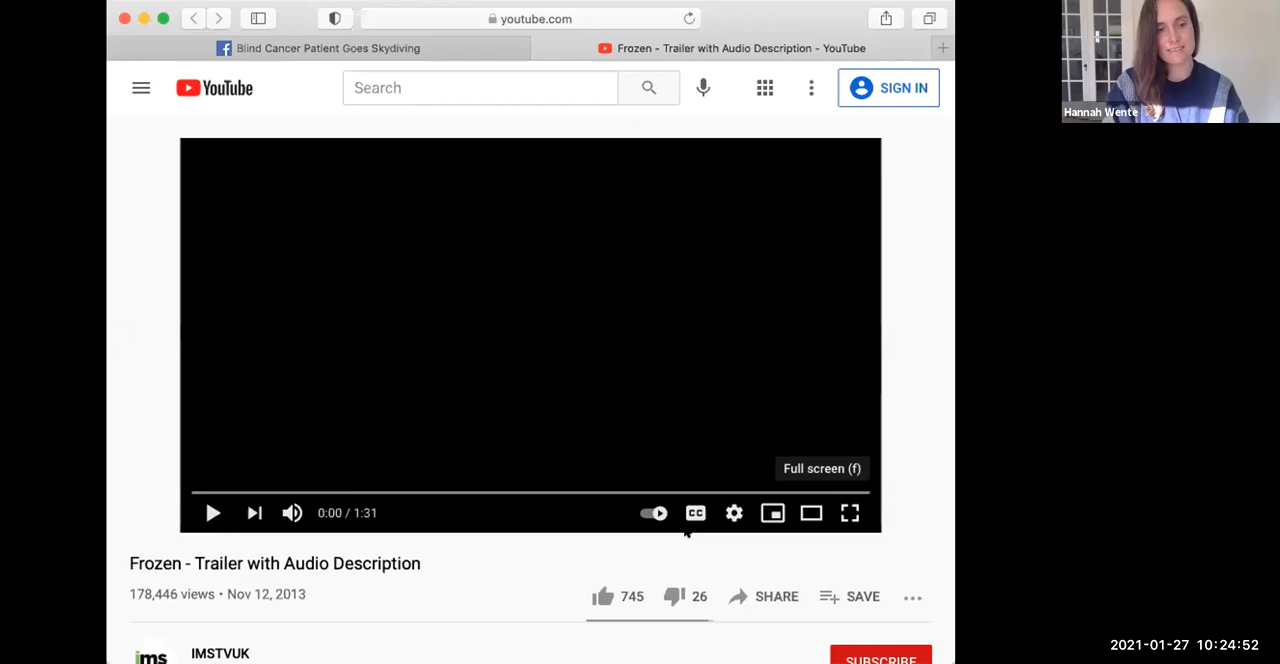 youtube.com
Blind Cancer Patient Goes Skydiving
Frozen - Trailer with Audio Description - YouTube
YouTube
Search
SIGN IN
Hannah Wente
Full screen (f)
0:00 / 1:31
CC
Frozen - Trailer with Audio Description
178,446 views • Nov 12, 2013
745
26
SHARE
SAVE
ims
IMSTVUK
SUBSCRIBE
2021-01-27 10:24:52